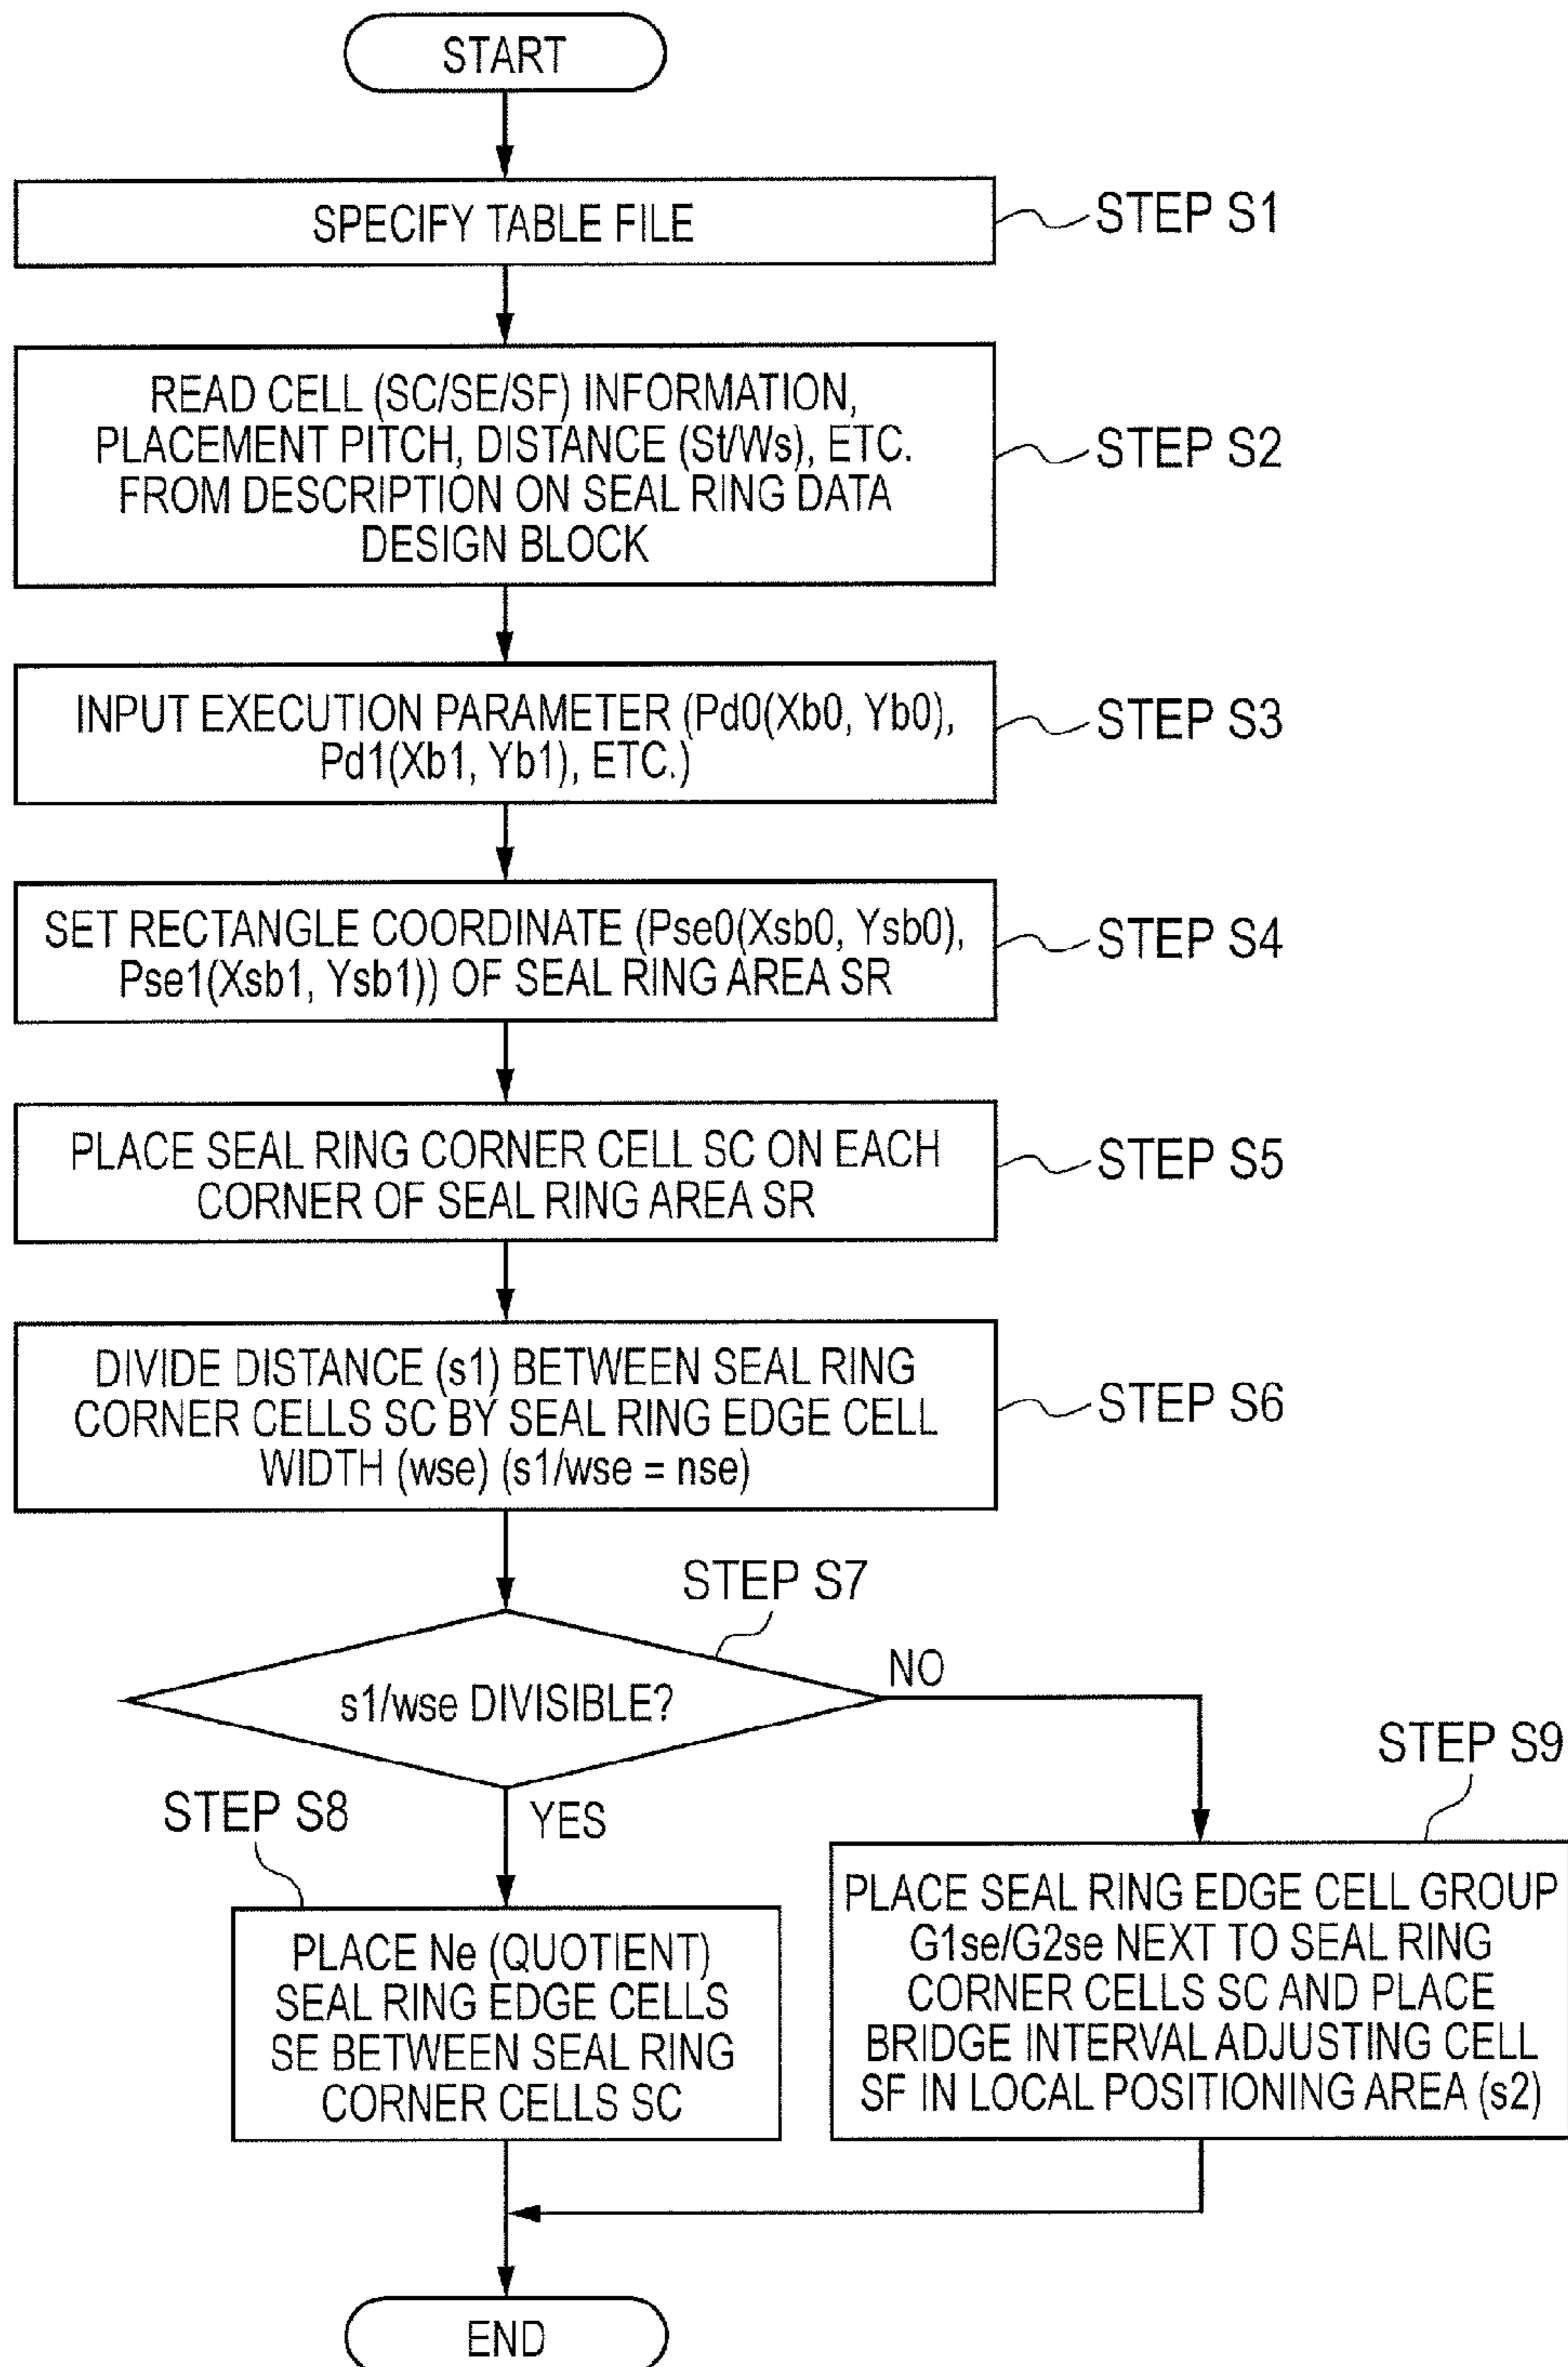 START
SPECIFY TABLE FILE
STEP S1
READ CELL (SC/SE/SF) INFORMATION,
PLACEMENT PITCH, DISTANCE (St/Ws), ETC.
FROM DESCRIPTION ON SEAL RING DATA
DESIGN BLOCK
STEP S2
INPUT EXECUTION PARAMETER (Pd0(Xb0, Yb0),
Pd1(Xb1, Yb1), ETC.)
STEP S3
SET RECTANGLE COORDINATE (Pse0(Xsb0, Ysb0),
Pse1(Xsb1, Ysb1)) OF SEAL RING AREA SR
STEP S4
PLACE SEAL RING CORNER CELL SC ON EACH
CORNER OF SEAL RING AREA SR
STEP S5
DIVIDE DISTANCE (s1) BETWEEN SEAL RING
CORNER CELLS SC BY SEAL RING EDGE CELL
WIDTH (wse) (s1/wse = nse)
STEP S6
STEP S7
s1/wse DIVISIBLE?
NO
YES
STEP S8
PLACE Ne (QUOTIENT)
SEAL RING EDGE CELLS
SE BETWEEN SEAL RING
CORNER CELLS SC
STEP S9
PLACE SEAL RING EDGE CELL GROUP
G1se/G2se NEXT TO SEAL RING
CORNER CELLS SC AND PLACE
BRIDGE INTERVAL ADJUSTING CELL
SF IN LOCAL POSITIONING AREA (s2)
END